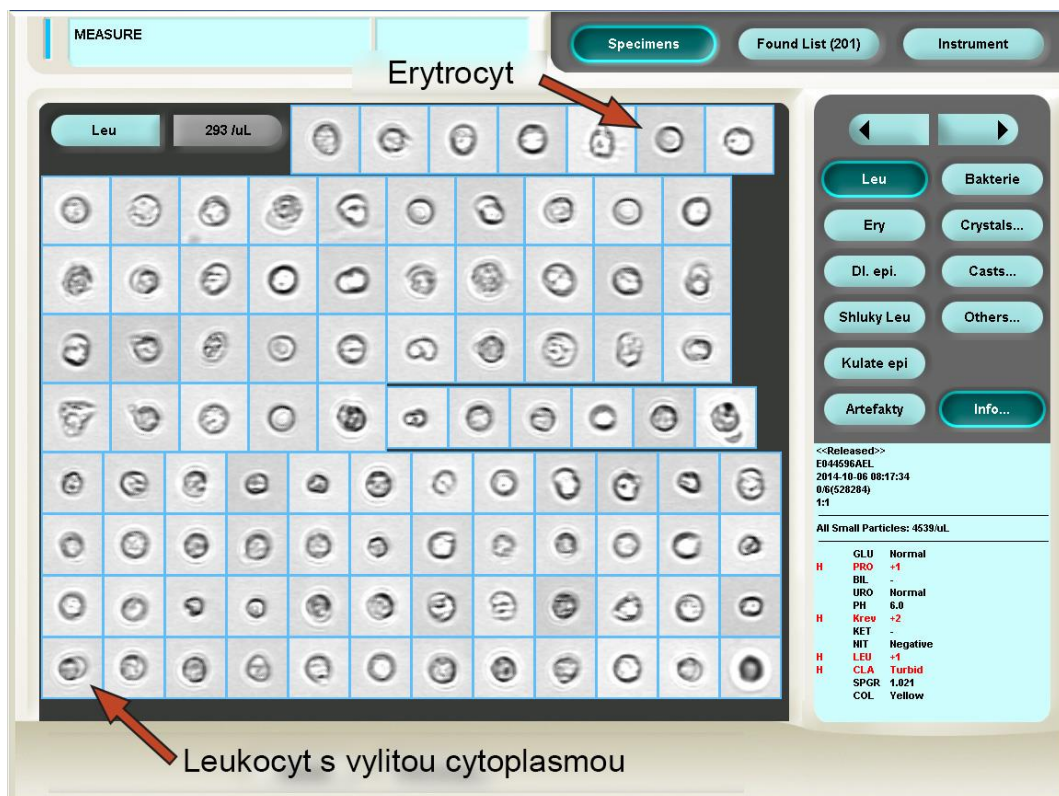 MEASURE
Specimens
Found List (201)
Instrument
Erytrocyt
Leu
293 /uL
Leu
Bakterie
Ery
Crystals...
Dl. epi.
Casts...
Shluky Leu
Others...
Kulate epi
Artefakty
Info...
<<Released>>
E044596AEL
2014-10-06 08:17:34
0/6(528284)
1:1
All Small Particles: 4539/uL
GLU Normal
H PRO +1
BIL -
URO Normal
PH 6.0
H Krev +2
KET -
NIT Negative
H LEU +1
H CLA Turbid
SPGR 1.021
COL Yellow
Leukocyt s vylitou cytoplasmou